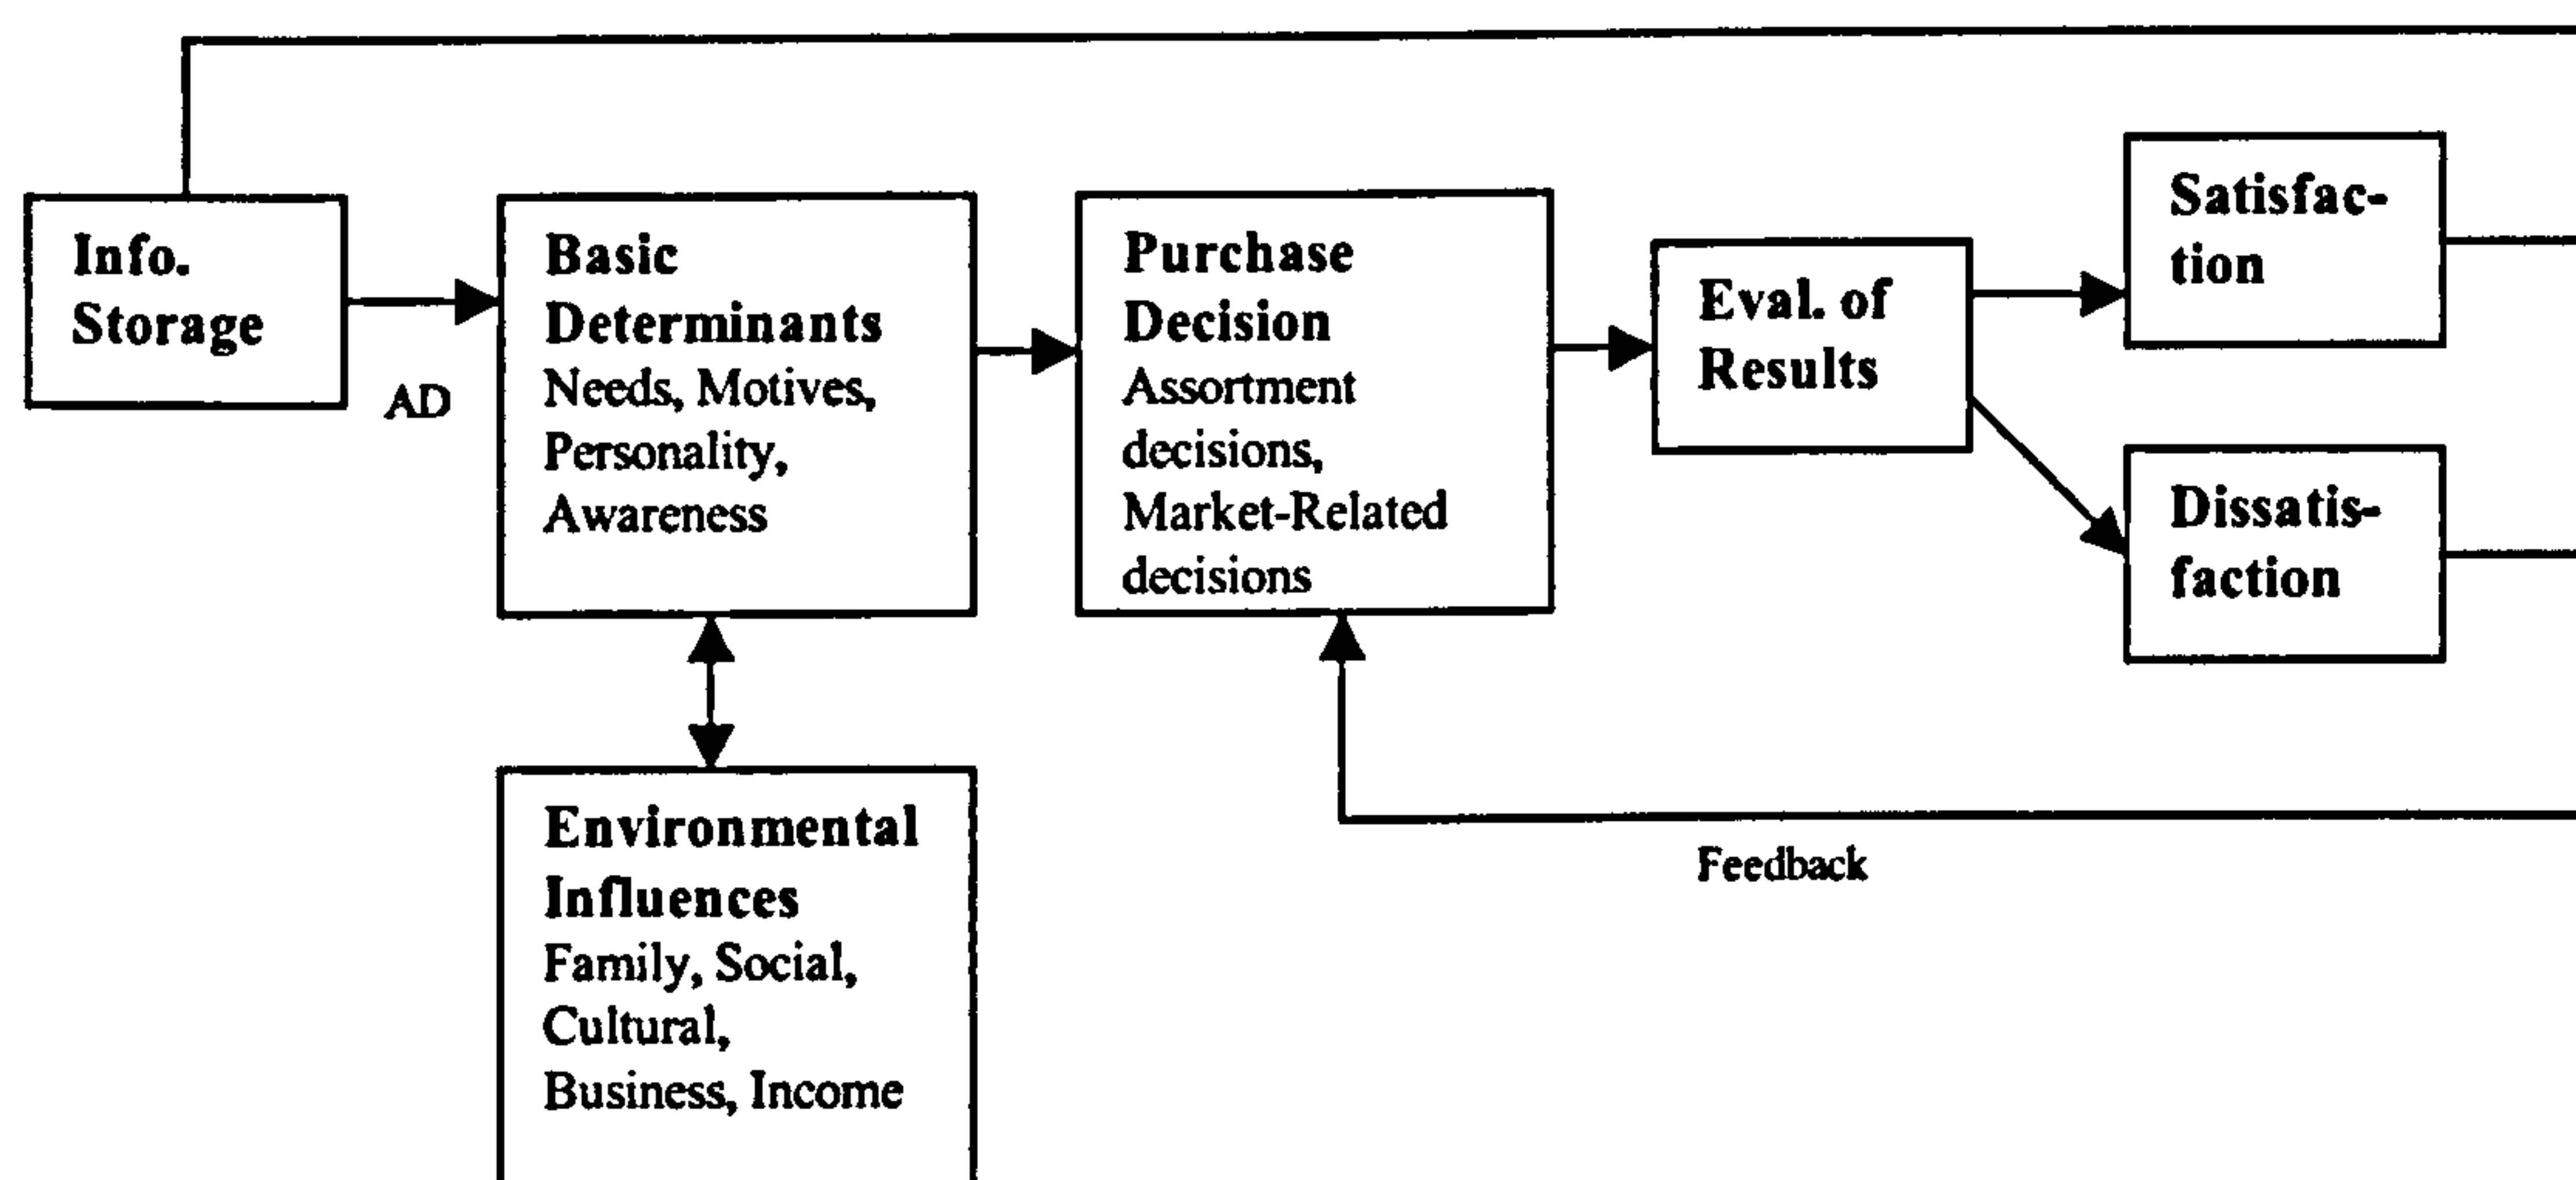 Info.
Storage
AD
Basic
Determinants
Needs, Motives,
Personality,
Awareness
Purchase
Decision
Assortment
decisions,
Market-Related
decisions
Eval. of
Results
Satisfac-
tion
Dissatis-
faction
Environmental
Influences
Family, Social,
Cultural,
Business, Income
Feedback